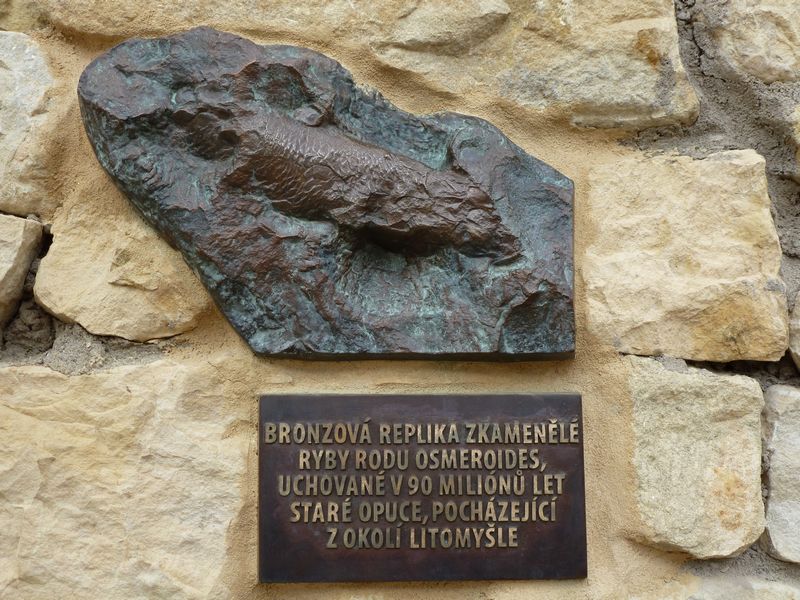 BRONZOVÁ REPLIKA ZKAMENĚLÉ
RYBY RODU OSMEROIDES,
UCHOVANÉ V 90 MILIÓNŮ LET
STARÉ OPUCE, POCHÁZEJÍCÍ
Z OKOLÍ LITOMYŠLE